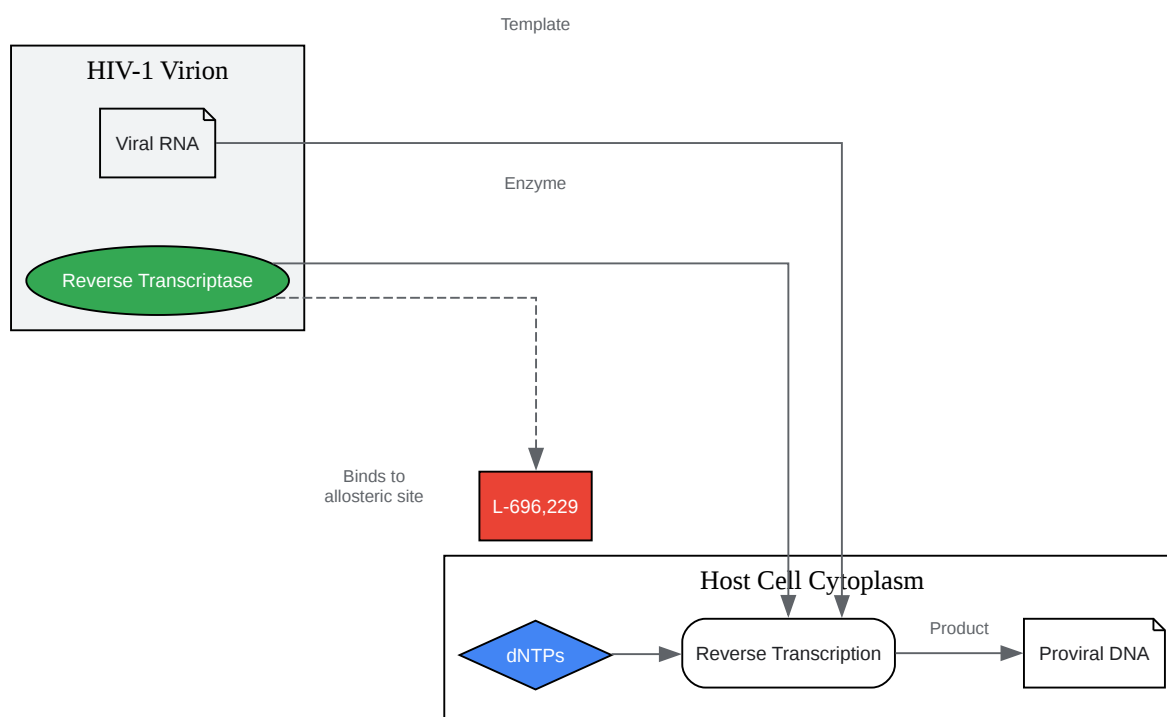 Template
HIV-1 Virion
Viral RNA
Enzyme
Reverse Transcriptase
Binds to
allosteric site
L-696,229
Host Cell Cytoplasm
dNTPs
Reverse Transcription
Product
Proviral DNA